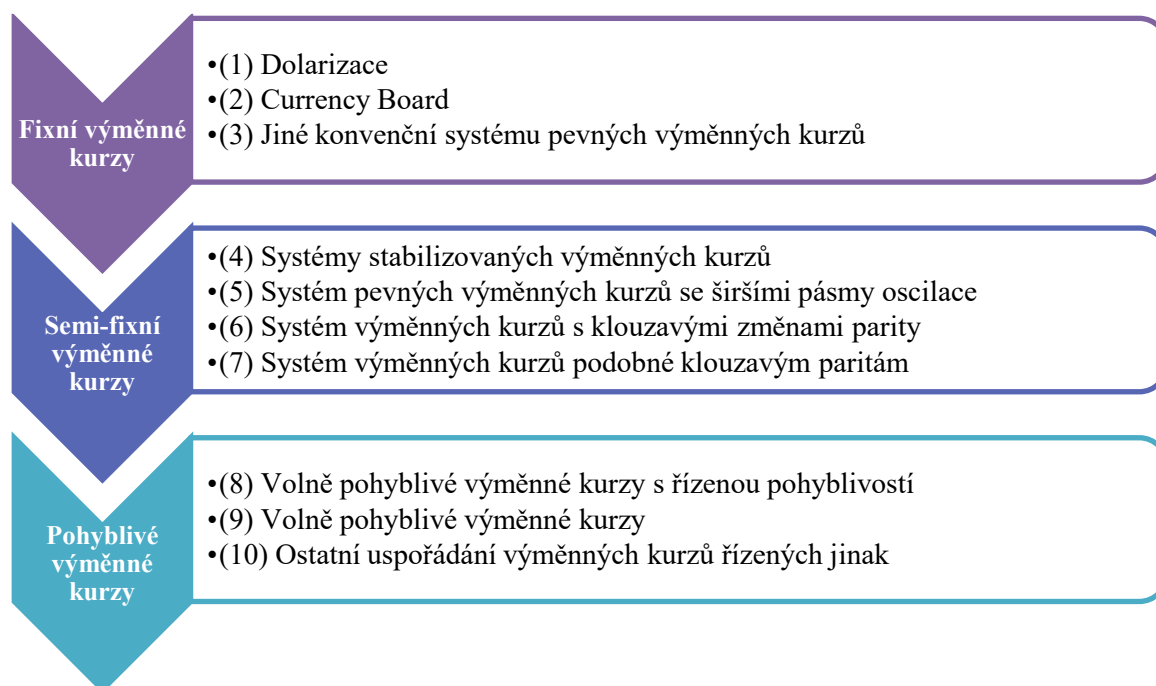 Fixní výměnné
kurzy
•(1) Dolarizace
•(2) Currency Board
•(3) Jiné konvenční systému pevných výměnných kurzů
Semi-fixní
výměnné
kurzy
•(4) Systémy stabilizovaných výměnných kurzů
•(5) Systém pevných výměnných kurzů se širšími pásmy oscilace
•(6) Systém výměnných kurzů s klouzavými změnami parity
•(7) Systém výměnných kurzů podobné klouzavým paritám
Pohyblivé
výměnné
kurzy
•(8) Volně pohyblivé výměnné kurzy s řízenou pohyblivostí
•(9) Volně pohyblivé výměnné kurzy
•(10) Ostatní uspořádání výměnných kurzů řízených jinak